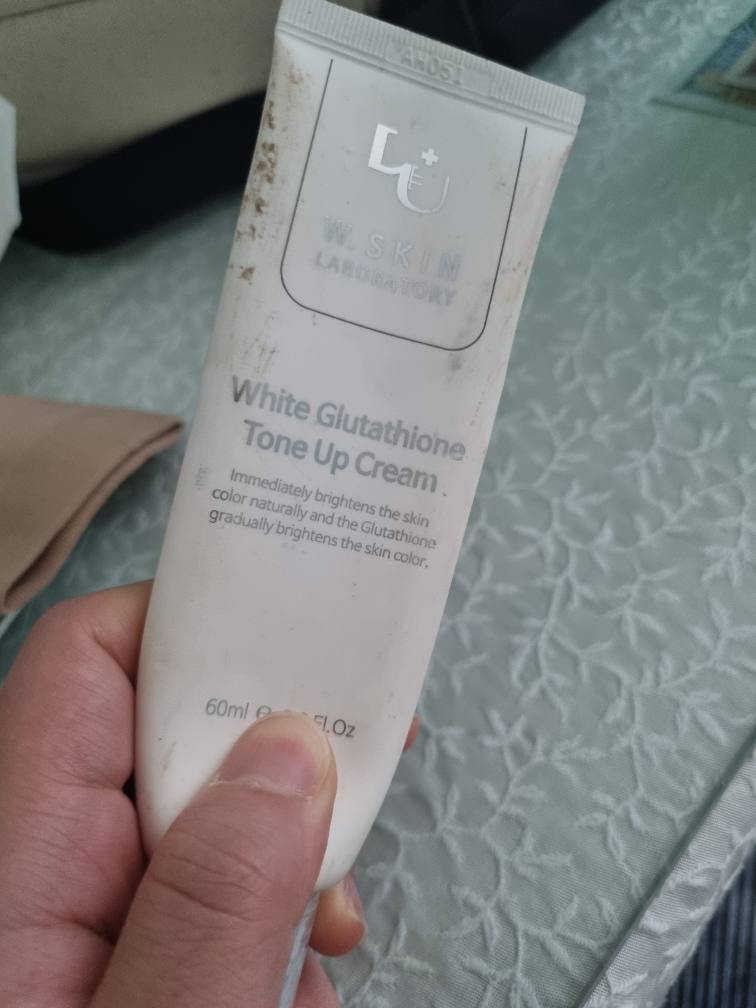 AN051
W. SKIN
LABORATORY
White Glutathione
Tone Up Cream
Immediately brightens the skin
color naturally and the Glutathione
gradually brightens the skin color.
60ml ℮ Fl.Oz